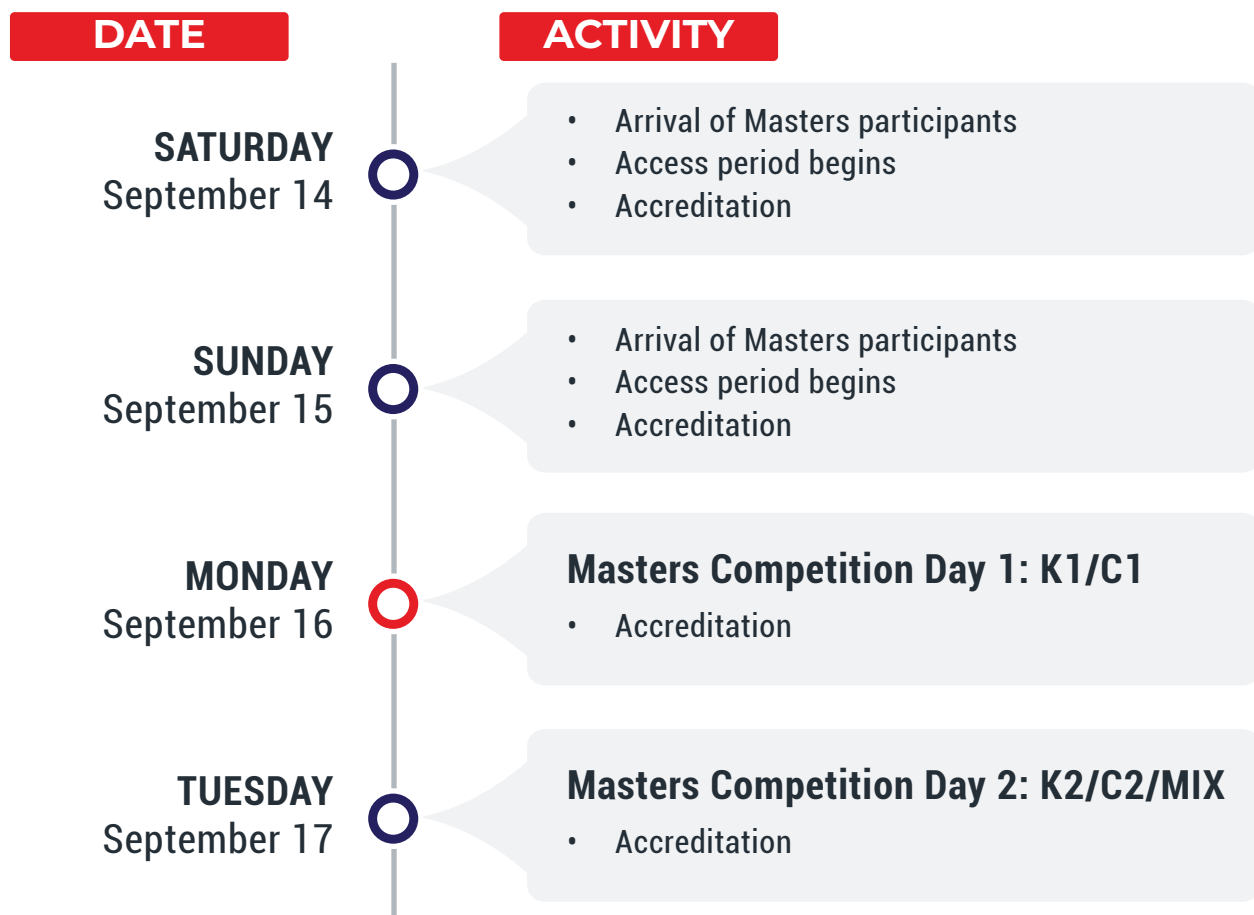 DATE
ACTIVITY
SATURDAY
September 14
• Arrival of Masters participants
• Access period begins
• Accreditation
SUNDAY
September 15
• Arrival of Masters participants
• Access period begins
• Accreditation
MONDAY
September 16
Masters Competition Day 1: K1/C1
• Accreditation
TUESDAY
September 17
Masters Competition Day 2: K2/C2/MIX
• Accreditation